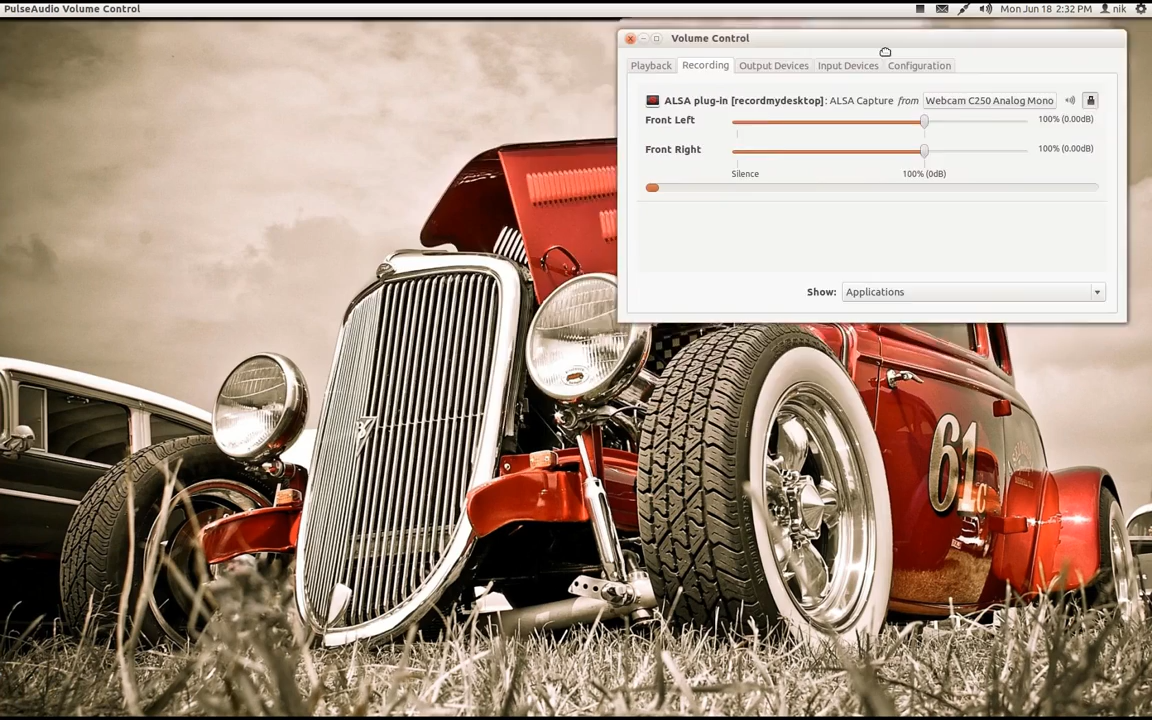 PulseAudio Volume Control
Mon Jun 18 2:32 PM nik
Volume Control
Playback Recording Output Devices Input Devices Configuration
ALSA plug-in [recordmydesktop]: ALSA Capture from Webcam C250 Analog Mono
Front Left 100% (0.00dB)
Front Right 100% (0.00dB)
Silence 100% (0dB)
Show: Applications
61